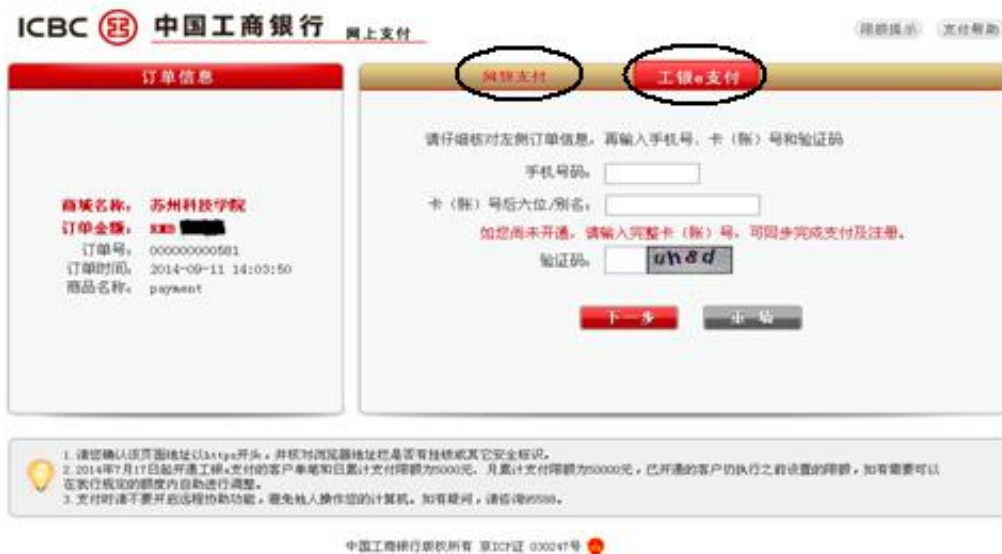 ICBC 中国工商银行 网上支付
限额提示 支付帮助
订单信息
网银支付 工银e支付
请仔细核对左侧订单信息，再输入手机号、卡（账）号和验证码
手机号码：
卡（账）号后六位/别名：
如您尚未开通，请输入完整卡（账）号，可同步完成支付及注册。
验证码：
下一步
商城名称： 苏州科技学院
订单金额： RMB
订单号： 000000000581
订单时间： 2014-09-11 14:03:50
商品名称： payment
1.请您确认该页面地址以https开头，并核对浏览器地址栏是否有挂锁或其它安全标识。
2.2014年7月17日起开通工银e支付的客户单笔和日累计支付限额为5000元、月累计支付限额为50000元，已开通的客户仍执行之前设置的限额，如有需要可以
在我行规定的额度内自助进行调整。
3.支付时请不要开启远程协助功能，避免他人操作您的计算机。如有疑问，请咨询95588。
中国工商银行版权所有 京ICP证 030247号